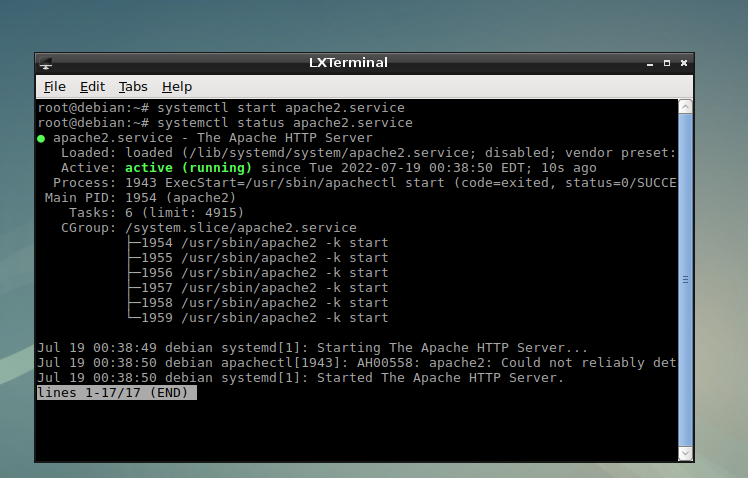 LXTerminal
File Edit Tabs Help
root@debian:~# systemctl start apache2.service
root@debian:~# systemctl status apache2.service
● apache2.service - The Apache HTTP Server
   Loaded: loaded (/lib/systemd/system/apache2.service; disabled; vendor preset:
   Active: active (running) since Tue 2022-07-19 00:38:50 EDT; 10s ago
  Process: 1943 ExecStart=/usr/sbin/apachectl start (code=exited, status=0/SUCCE
 Main PID: 1954 (apache2)
    Tasks: 6 (limit: 4915)
   CGroup: /system.slice/apache2.service
           ├─1954 /usr/sbin/apache2 -k start
           ├─1955 /usr/sbin/apache2 -k start
           ├─1956 /usr/sbin/apache2 -k start
           ├─1957 /usr/sbin/apache2 -k start
           ├─1958 /usr/sbin/apache2 -k start
           └─1959 /usr/sbin/apache2 -k start
Jul 19 00:38:49 debian systemd[1]: Starting The Apache HTTP Server...
Jul 19 00:38:50 debian apachectl[1943]: AH00558: apache2: Could not reliably det
Jul 19 00:38:50 debian systemd[1]: Started The Apache HTTP Server.
lines 1-17/17 (END)